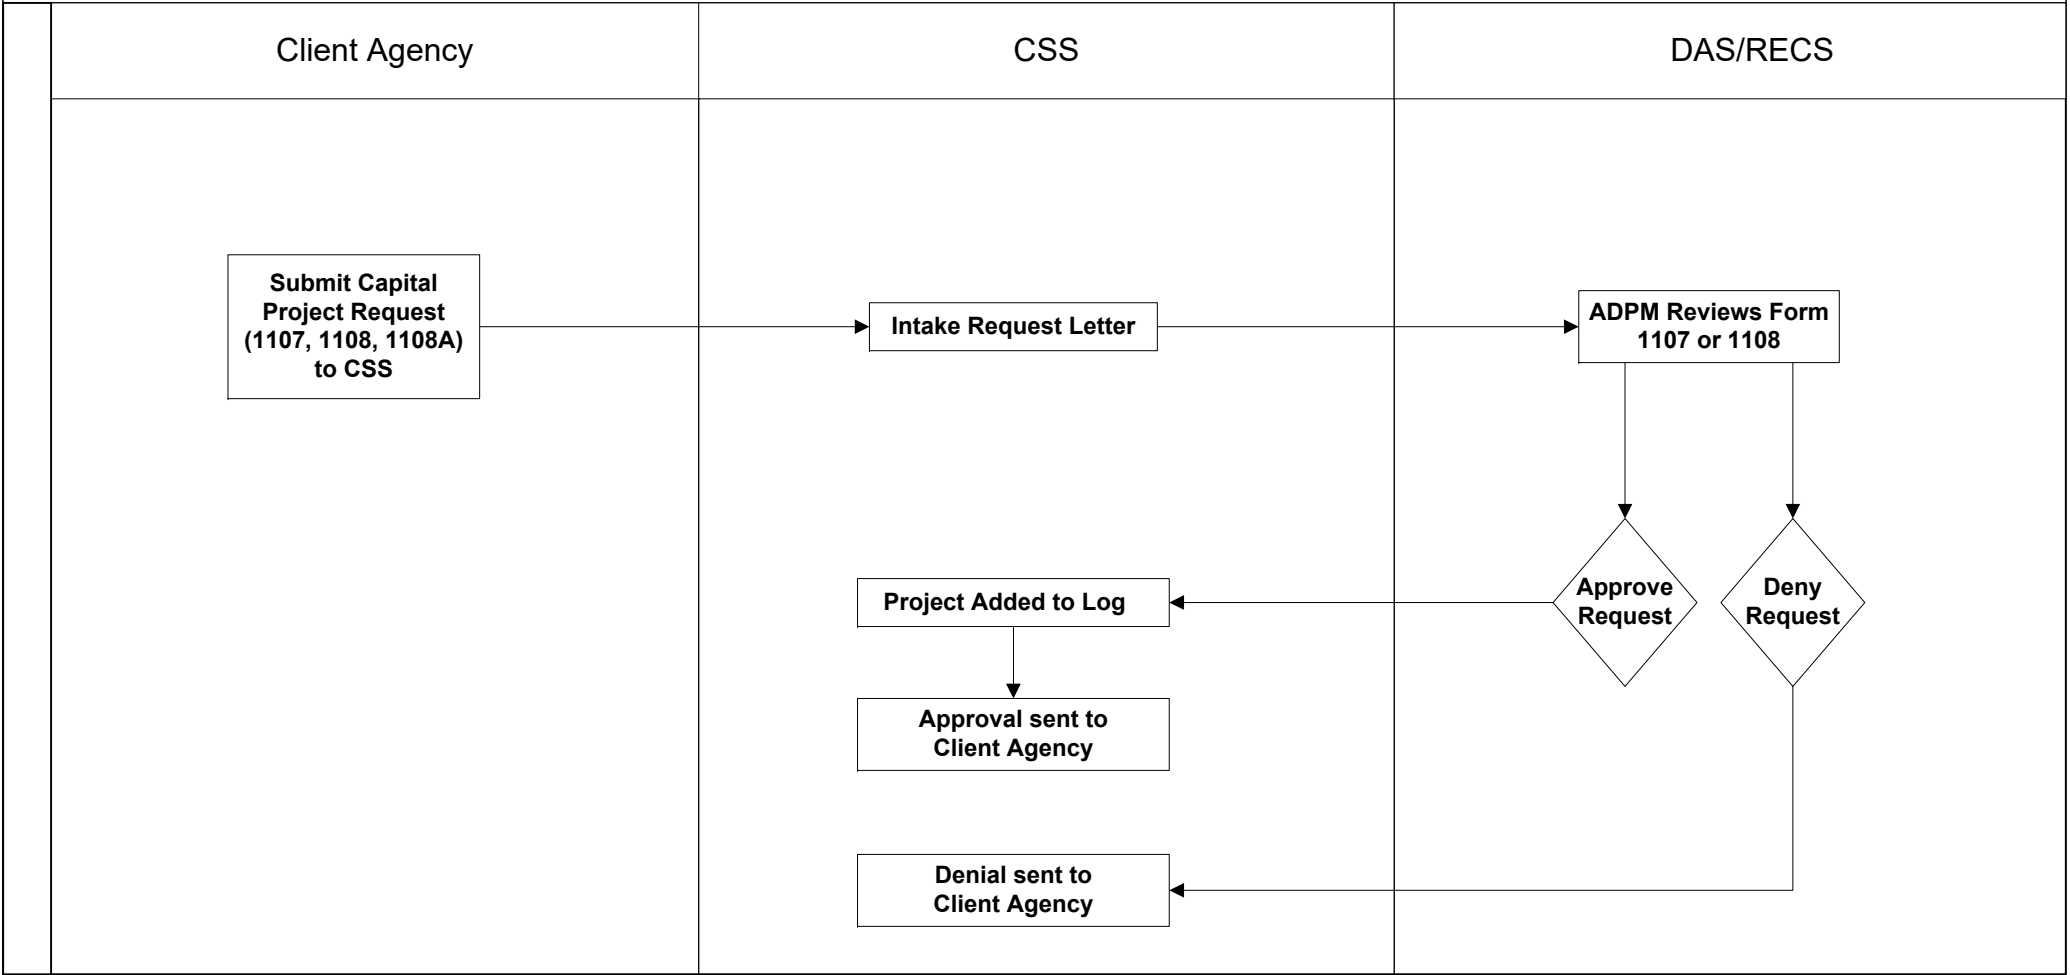 Client Agency
CSS
DAS/RECS
Submit Capital
Project Request
(1107, 1108, 1108A)
to CSS
Intake Request Letter
ADPM Reviews Form
1107 or 1108
Approve
Request
Deny
Request
Project Added to Log
Approval sent to
Client Agency
Denial sent to
Client Agency